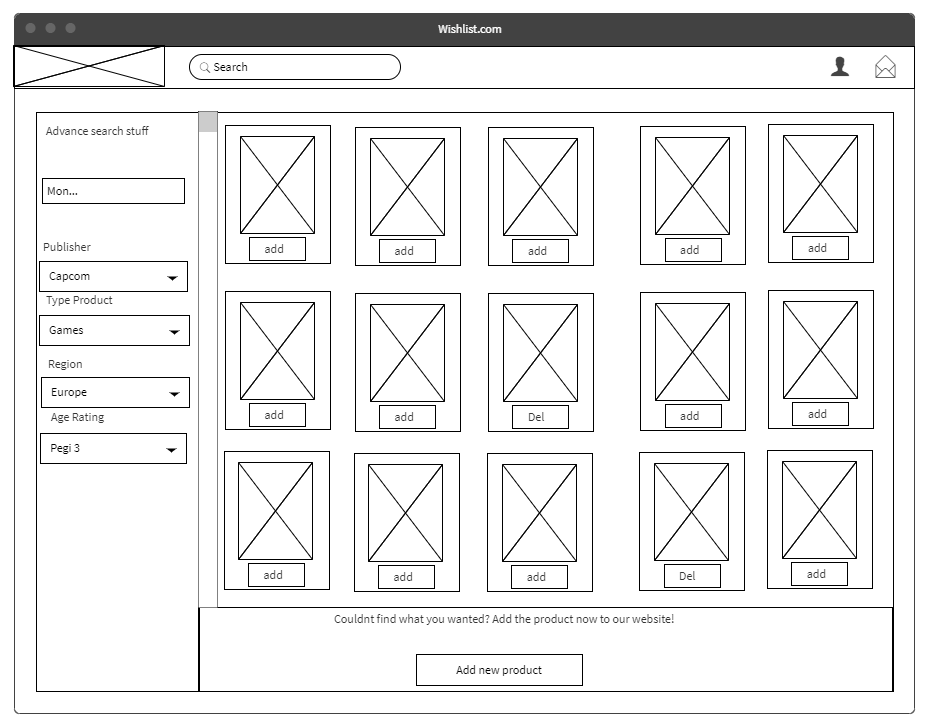 Wishlist.com
Search
Advance search stuff
Mon...
Publisher
Capcom
Type Product
Games
Region
Europe
Age Rating
Pegi 3
add
add
add
add
add
add
add
Del
add
add
add
add
add
Del
add
Couldnt find what you wanted? Add the product now to our website!
Add new product